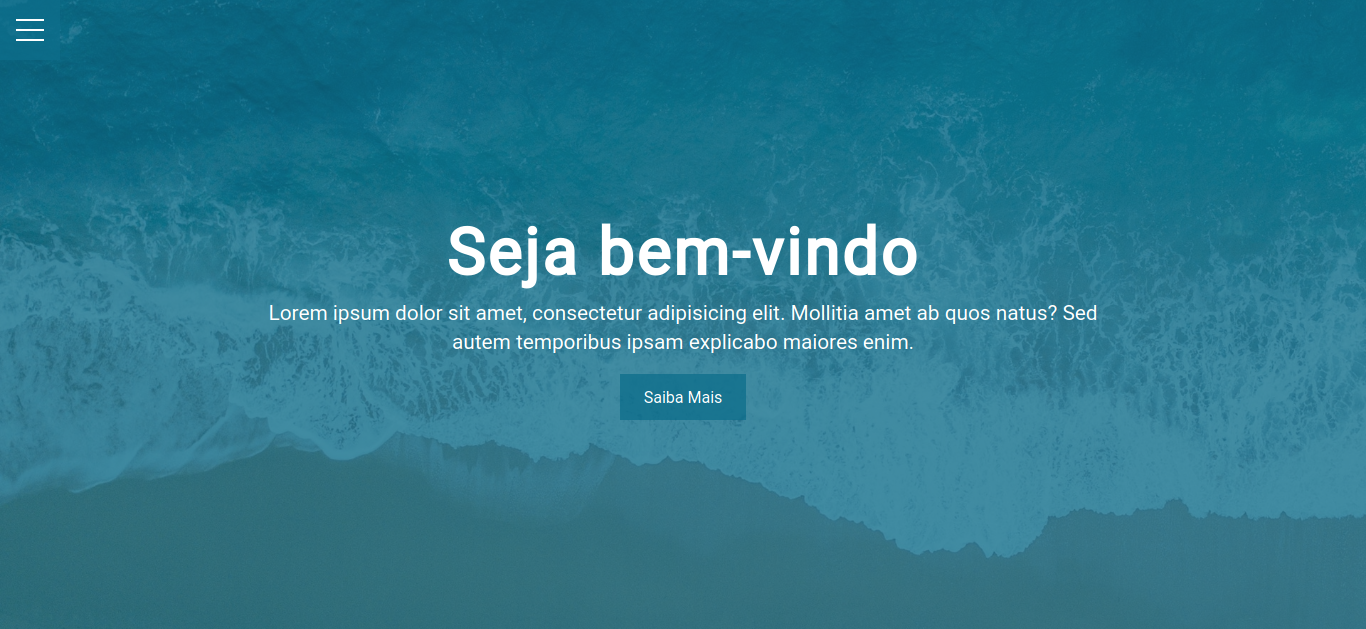 Seja bem-vindo
Lorem ipsum dolor sit amet, consectetur adipisicing elit. Mollitia amet ab quos natus? Sed
autem temporibus ipsam explicabo maiores enim.
Saiba Mais